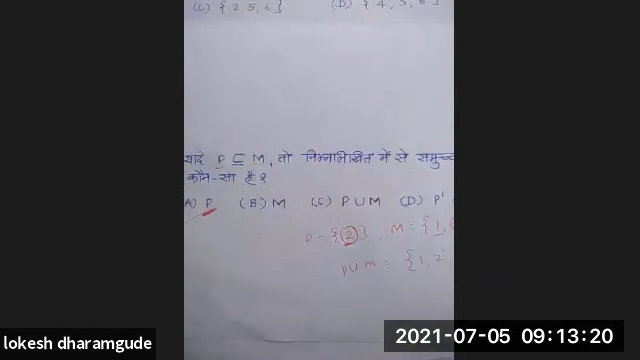 (C) {2,5,6}   (D) {4,5,6}
यदि P ⊆ M, तो निम्नलिखित में से
कौन-सा है?
A) P   (B) M   (C) P ∪ M   (D) P'
P = {2}, M = {1,
P ∪ M = {1, 2,
lokesh dharamgude
2021-07-05 09:13:20